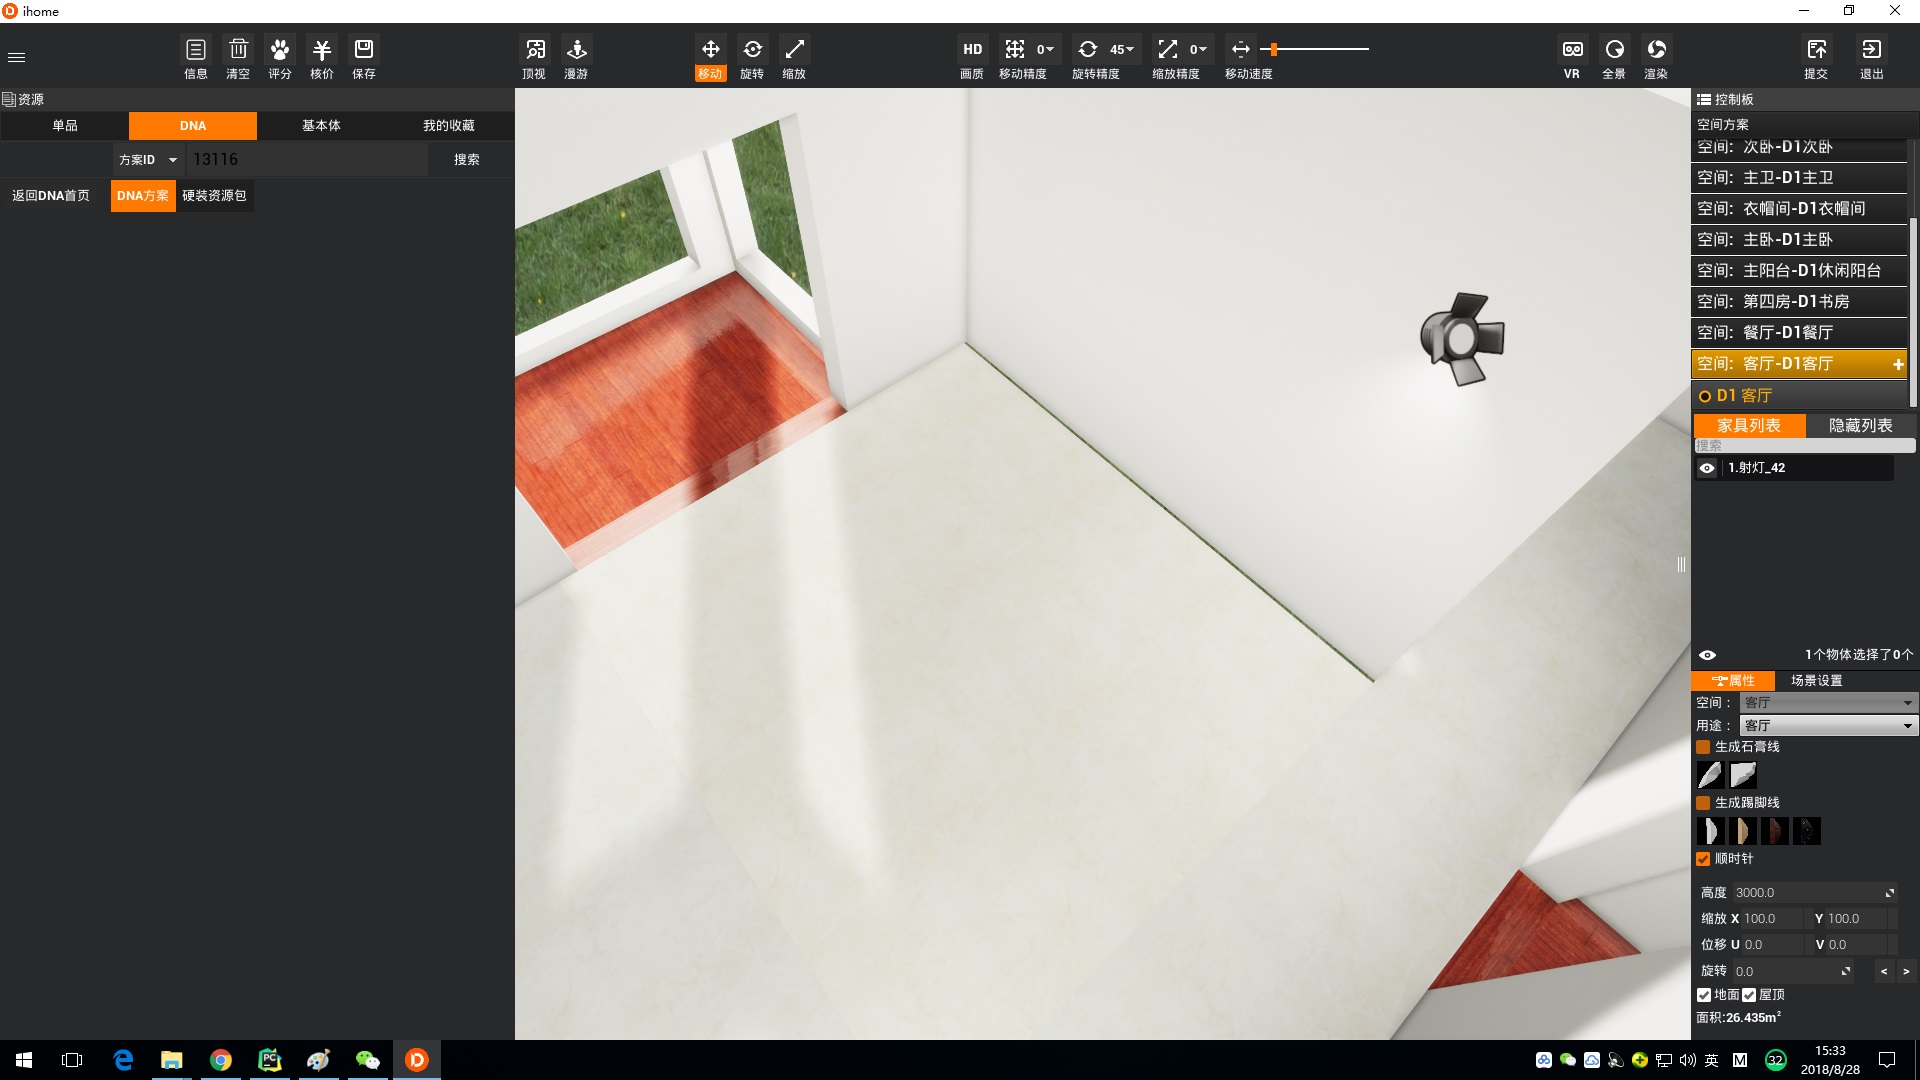 ihome
信息 清空 评分 核价 保存
顶视 漫游
移动 旋转 缩放
HD 0 45 0
画质 移动精度 旋转精度 缩放精度 移动速度
VR 全景 渲染
提交 退出
资源
单品 DNA 基本体 我的收藏
方案ID 13116 搜索
返回DNA首页 DNA方案 硬装资源包
控制板
空间方案
空间: 次卧-D1次卧
空间: 主卫-D1主卫
空间: 衣帽间-D1衣帽间
空间: 主卧-D1主卧
空间: 主阳台-D1休闲阳台
空间: 第四房-D1书房
空间: 餐厅-D1餐厅
空间: 客厅-D1客厅 +
D1 客厅
家具列表 隐藏列表
搜索
1.射灯_42
1个物体选择了0个
属性 场景设置
空间: 客厅
用途: 客厅
生成石膏线
生成踢脚线
顺时针
高度 3000.0
缩放 X 100.0 Y 100.0
位移 U 0.0 V 0.0
旋转 0.0 < >
地面 屋顶
面积:26.435m²
PC
英 M 32
15:33
2018/8/28